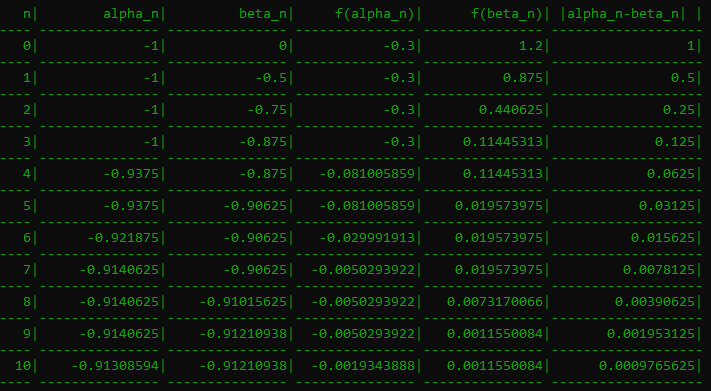 n| alpha_n| beta_n| f(alpha_n)| f(beta_n)| |alpha_n-beta_n| |
---- --------------- --------------- --------------- --------------- ------------------
0| -1| 0| -0.3| 1.2| 1|
---- --------------- --------------- --------------- --------------- ------------------
1| -1| -0.5| -0.3| 0.875| 0.5|
---- --------------- --------------- --------------- --------------- ------------------
2| -1| -0.75| -0.3| 0.440625| 0.25|
---- --------------- --------------- --------------- --------------- ------------------
3| -1| -0.875| -0.3| 0.11445313| 0.125|
---- --------------- --------------- --------------- --------------- ------------------
4| -0.9375| -0.875| -0.081005859| 0.11445313| 0.0625|
---- --------------- --------------- --------------- --------------- ------------------
5| -0.9375| -0.90625| -0.081005859| 0.019573975| 0.03125|
---- --------------- --------------- --------------- --------------- ------------------
6| -0.921875| -0.90625| -0.029991913| 0.019573975| 0.015625|
---- --------------- --------------- --------------- --------------- ------------------
7| -0.9140625| -0.90625| -0.0050293922| 0.019573975| 0.0078125|
---- --------------- --------------- --------------- --------------- ------------------
8| -0.9140625| -0.91015625| -0.0050293922| 0.0073170066| 0.00390625|
---- --------------- --------------- --------------- --------------- ------------------
9| -0.9140625| -0.91210938| -0.0050293922| 0.0011550084| 0.001953125|
---- --------------- --------------- --------------- --------------- ------------------
10| -0.91308594| -0.91210938| -0.0019343888| 0.0011550084| 0.0009765625|
---- --------------- --------------- --------------- --------------- ------------------